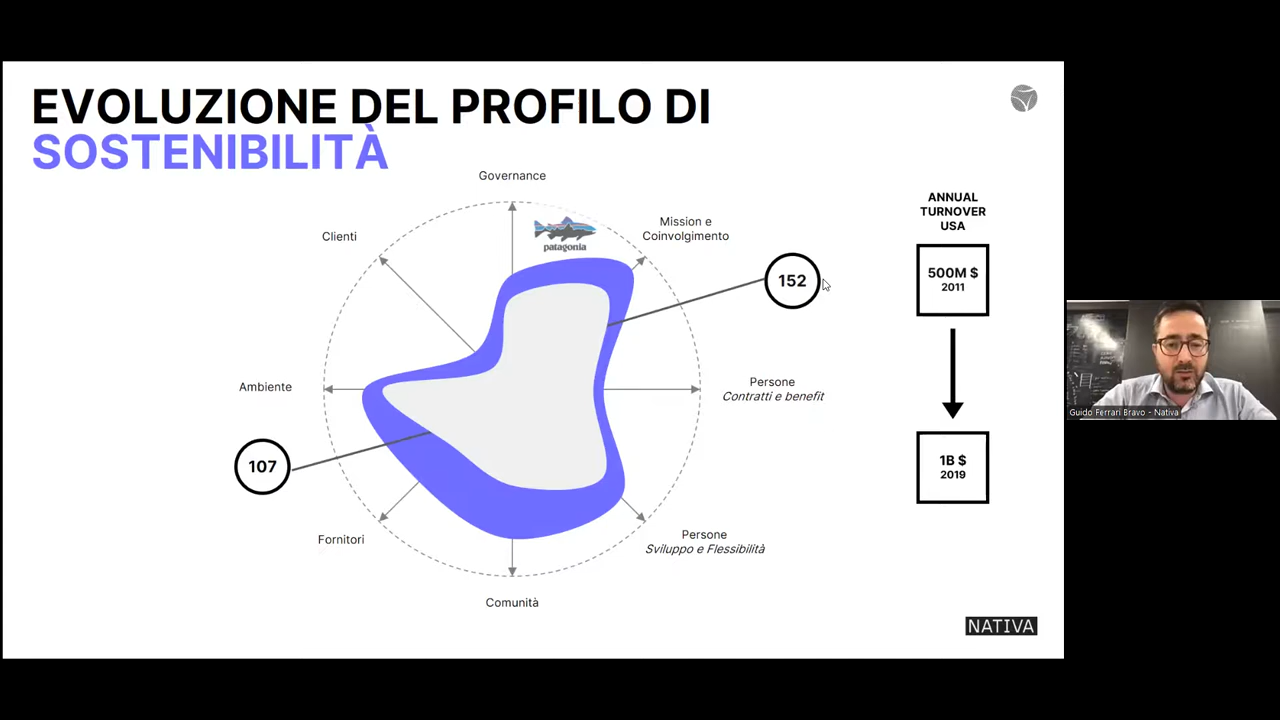 EVOLUZIONE DEL PROFILO DI
SOSTENIBILITÀ
Governance
Clienti
patagonia
Mission e
Coinvolgimento
152
Ambiente
Persone
Contratti e benefit
107
Fornitori
Persone
Sviluppo e Flessibilità
Comunità
ANNUAL
TURNOVER
USA
500M $
2011
1B $
2019
NATIVA
Guido Ferrari Bravo - Nativa